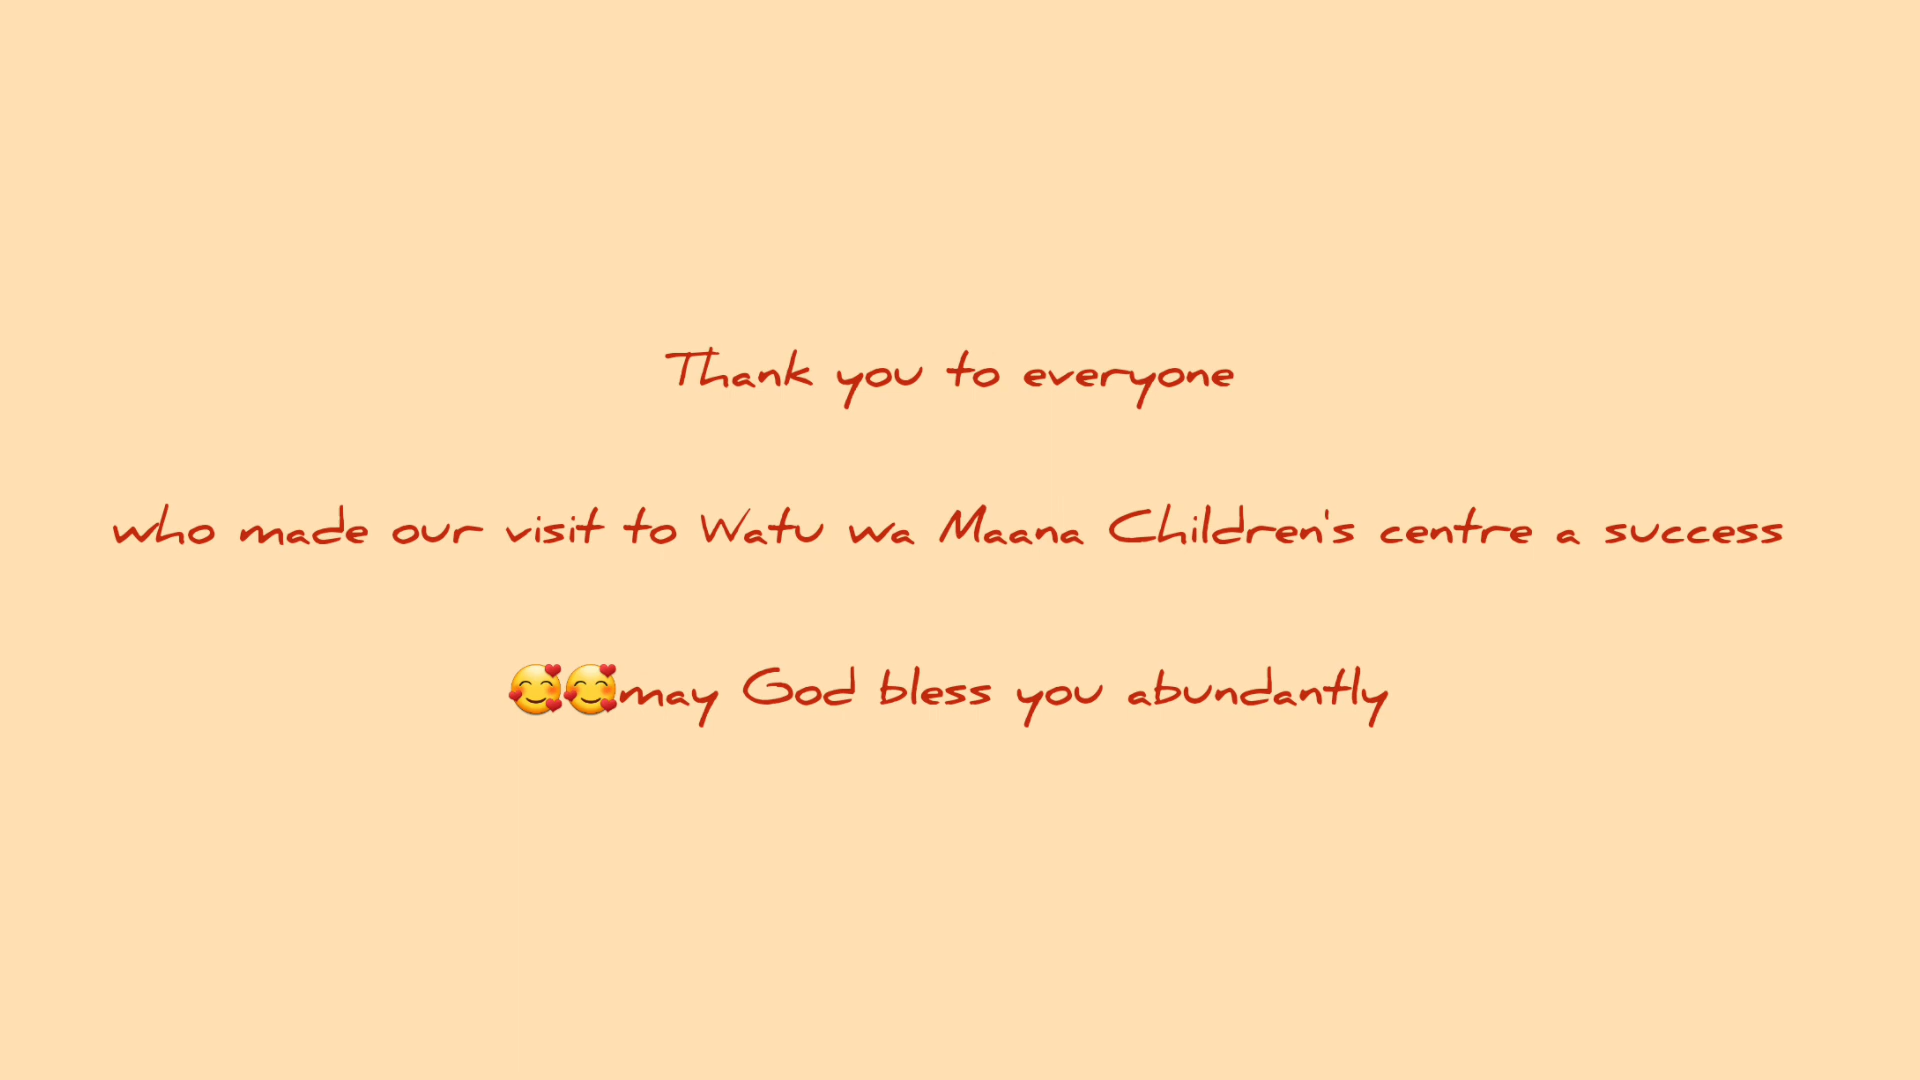 Thank you to everyone
who made our visit to Watu wa Maana Children's centre a success
🥰🥰may God bless you abundantly